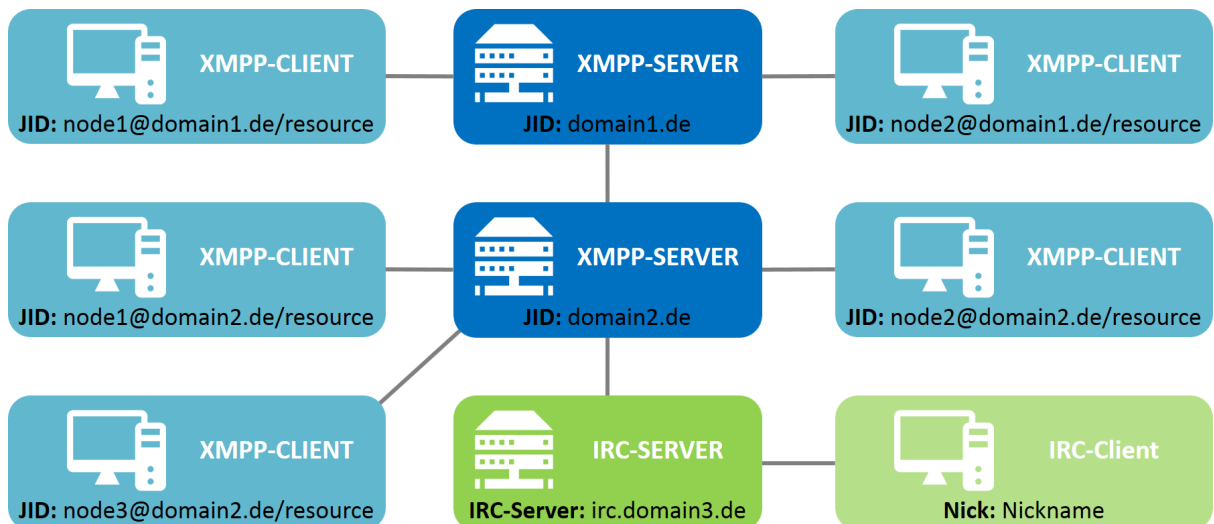 XMPP-CLIENT
JID: node1@domain1.de/resource
XMPP-SERVER
JID: domain1.de
XMPP-CLIENT
JID: node2@domain1.de/resource
XMPP-CLIENT
JID: node1@domain2.de/resource
XMPP-SERVER
JID: domain2.de
XMPP-CLIENT
JID: node2@domain2.de/resource
XMPP-CLIENT
JID: node3@domain2.de/resource
IRC-SERVER
IRC-Server: irc.domain3.de
IRC-Client
Nick: Nickname